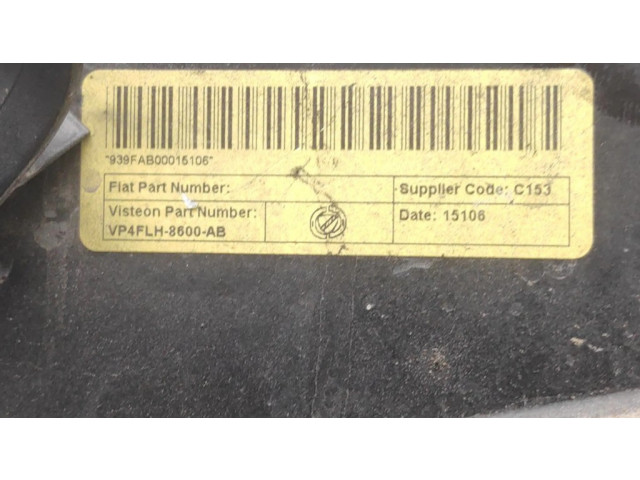 "939FAB00015106"
Fiat Part Number:
Supplier Code: C153
Visteon Part Number:
VP4FLH-8600-AB
Date: 15106